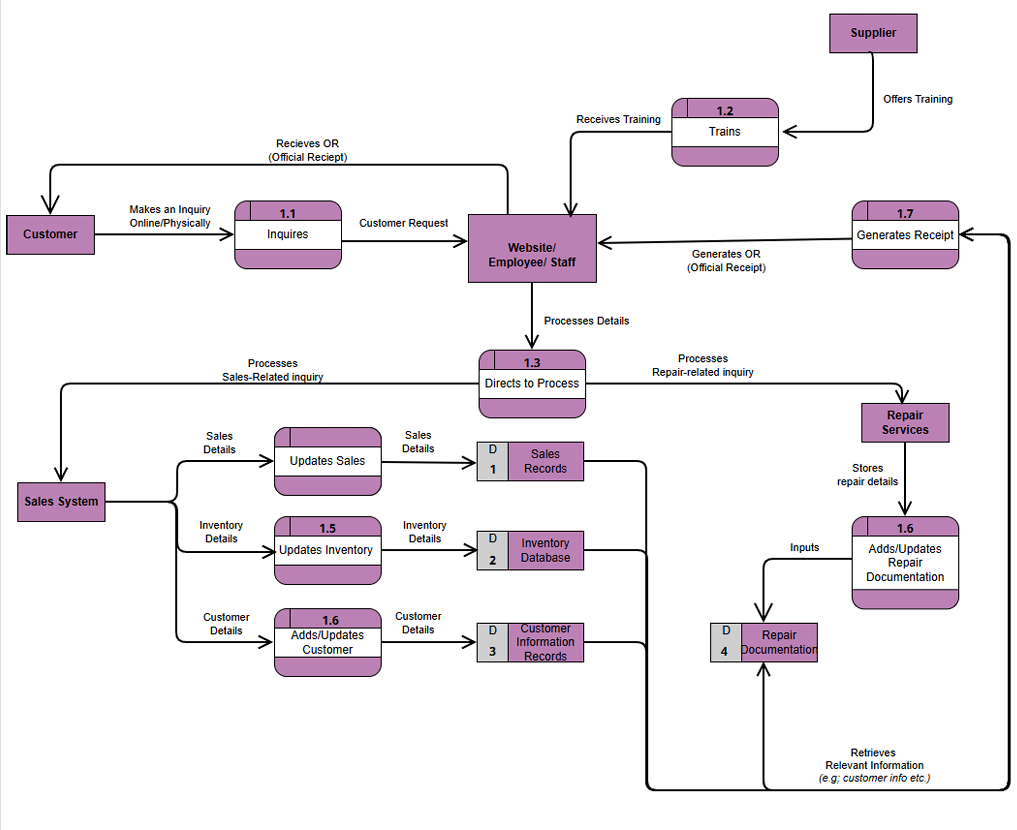 Supplier
Offers Training
1.2
Trains
Receives Training
Recieves OR
(Official Reciept)
Makes an Inquiry
Online/Physically
Customer
1.1
Inquires
Customer Request
Website/
Employee/ Staff
1.7
Generates Receipt
Generates OR
(Official Receipt)
Processes Details
1.3
Directs to Process
Processes
Sales-Related inquiry
Processes
Repair-related inquiry
Repair
Services
Stores
repair details
Sales System
Sales
Details
Updates Sales
Sales
Details
D
1
Sales
Records
Inventory
Details
1.5
Updates Inventory
Inventory
Details
D
2
Inventory
Database
Customer
Details
1.6
Adds/Updates
Customer
Customer
Details
D
3
Customer
Information
Records
1.6
Adds/Updates
Repair
Documentation
Inputs
D
4
Repair
Documentation
Retrieves
Relevant Information
(e.g; customer info etc.)